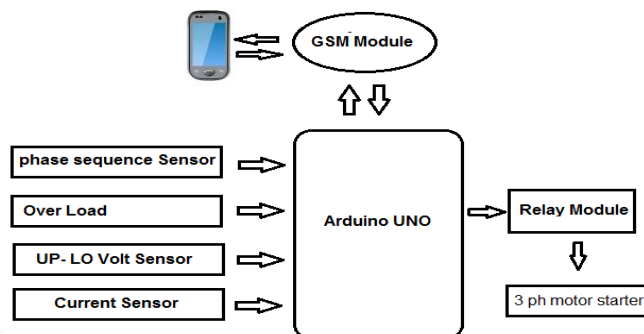 GSM Module
phase sequence Sensor
Over Load
UP- LO Volt Sensor
Current Sensor
Arduino UNO
Relay Module
3 ph motor starter